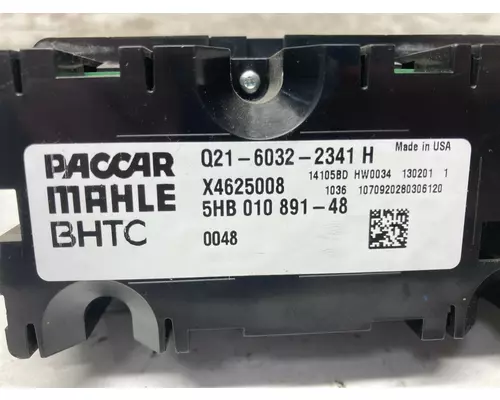 PACCAR
MAHLE
BHTC
Q21-6032-2341 H
Made in USA
X4625008
14105BD HW0034 130201 1
1036 1070920280306120
5HB 010 891-48
0048